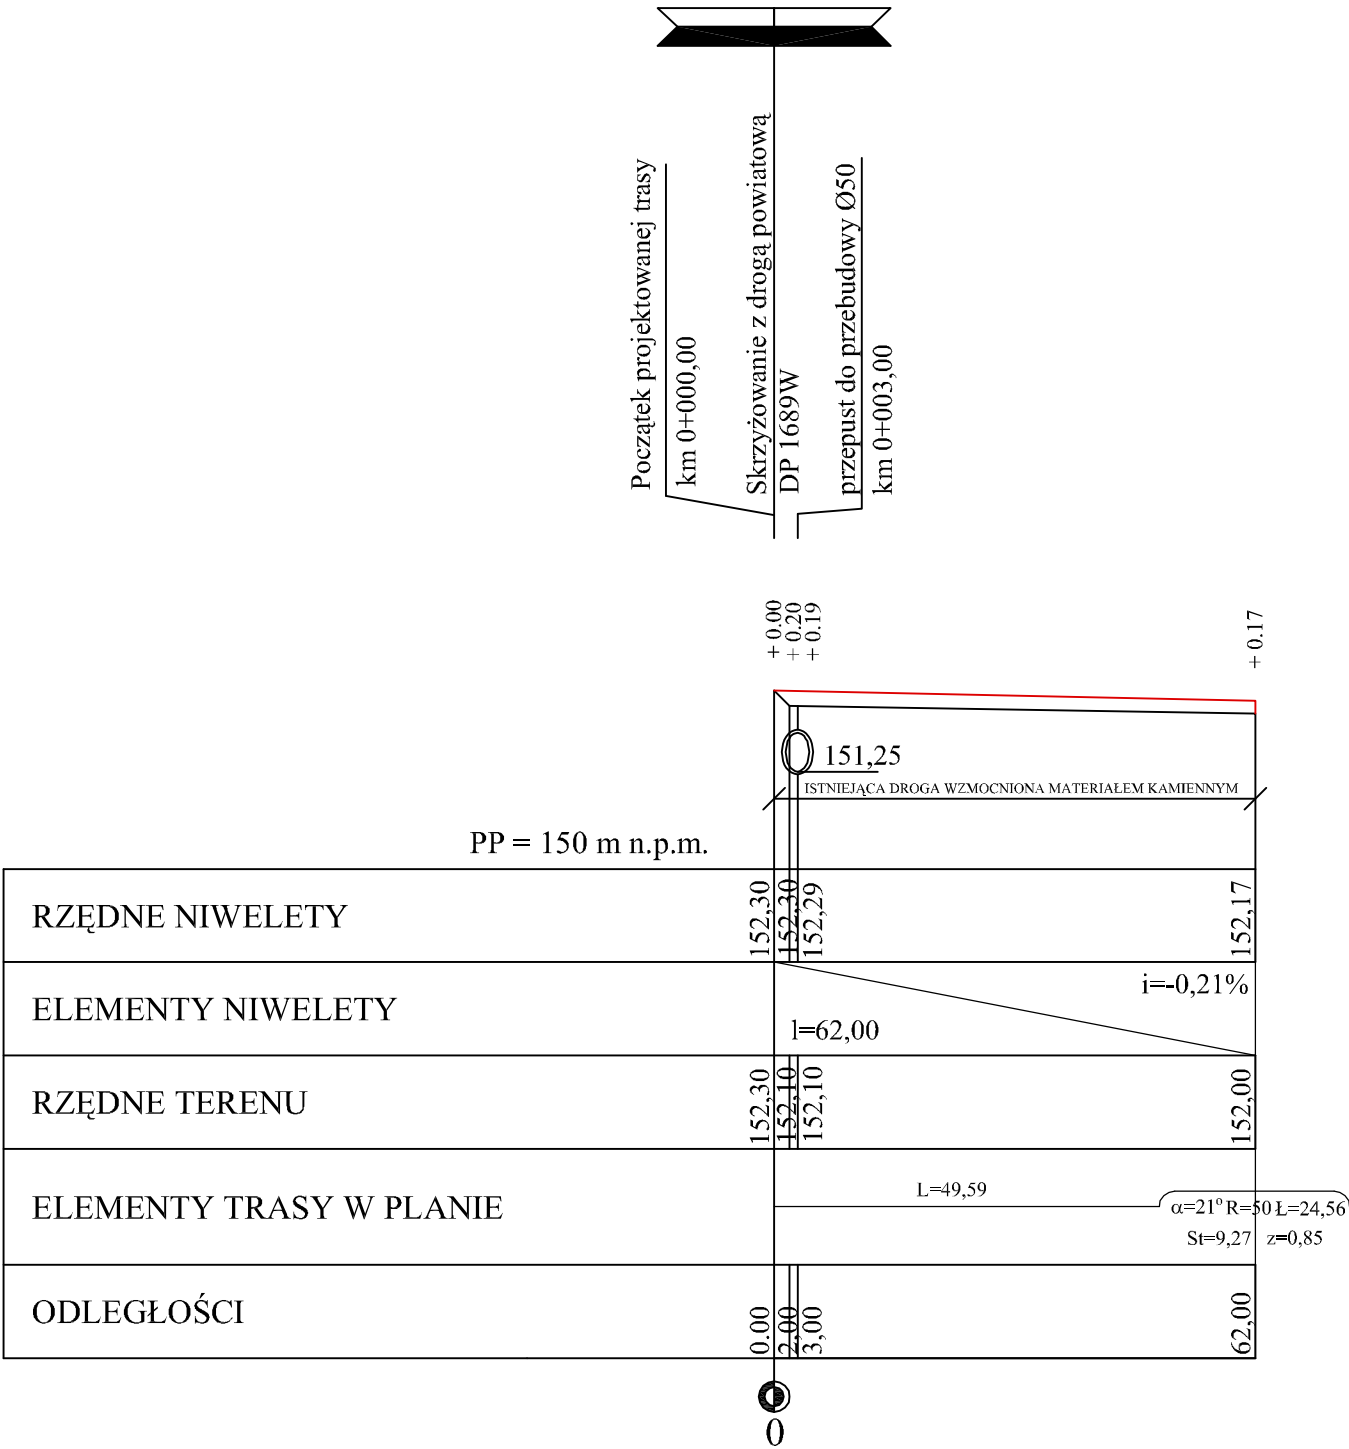 Początek projektowanej trasy
km 0+000,00
Skrzyżowanie z drogą powiatową
DP 1689W
przepust do przebudowy Ø50
km 0+003,00
+ 0.00
+ 0.20
+ 0.19
+ 0.17
151,25
ISTNIEJĄCA DROGA WZMOCNIONA MATERIAŁEM KAMIENNYM
PP = 150 m n.p.m.
RZĘDNE NIWELETY
152,30
152,30
152,29
152,17
ELEMENTY NIWELETY
i=-0,21%
l=62,00
RZĘDNE TERENU
152,30
152,10
152,10
152,00
ELEMENTY TRASY W PLANIE
L=49,59
α=21° R=50 Ł=24,56
St=9,27 z=0,85
ODLEGŁOŚCI
0.00
2,00
3,00
62,00
0